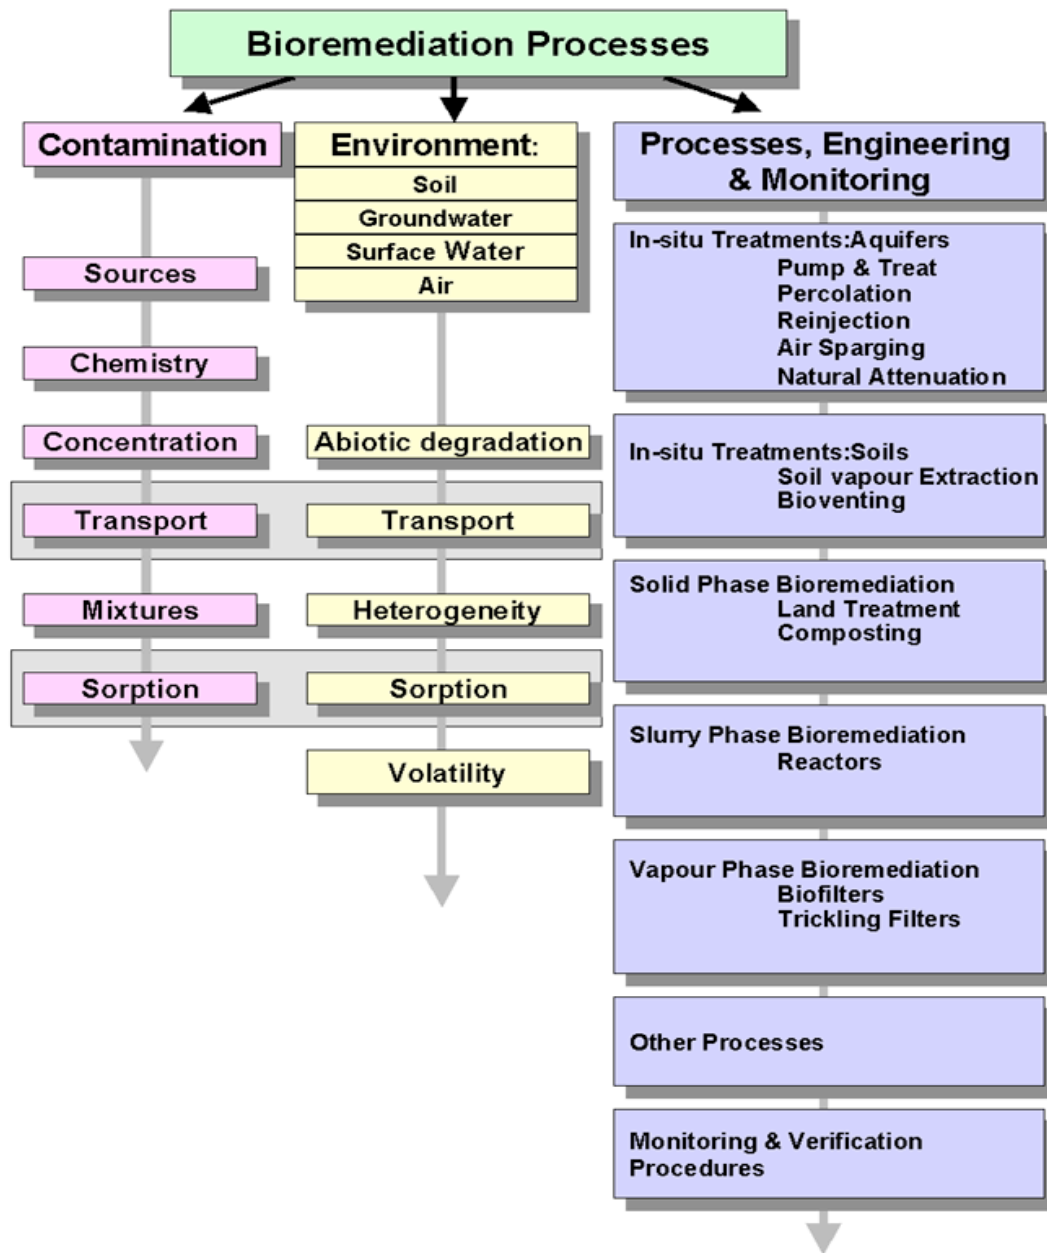 Bioremediation Processes
Contamination
Sources
Chemistry
Concentration
Transport
Mixtures
Sorption
Environment:
Soil
Groundwater
Surface Water
Air
Abiotic degradation
Transport
Heterogeneity
Sorption
Volatility
Processes, Engineering
& Monitoring
In-situ Treatments:Aquifers
Pump & Treat
Percolation
Reinjection
Air Sparging
Natural Attenuation
In-situ Treatments:Soils
Soil vapour Extraction
Bioventing
Solid Phase Bioremediation
Land Treatment
Composting
Slurry Phase Bioremediation
Reactors
Vapour Phase Bioremediation
Biofilters
Trickling Filters
Other Processes
Monitoring & Verification
Procedures